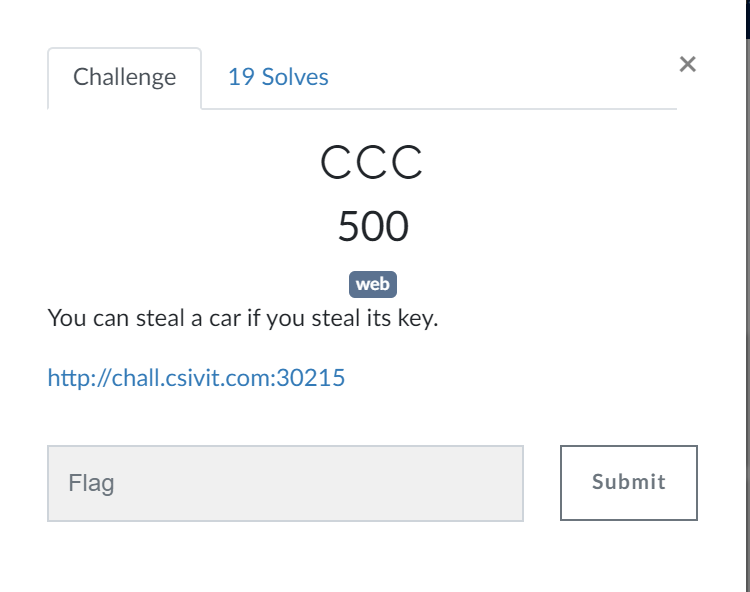 Challenge
19 Solves
×
CCC
500
web
You can steal a car if you steal its key.
http://chall.csivit.com:30215
Flag
Submit